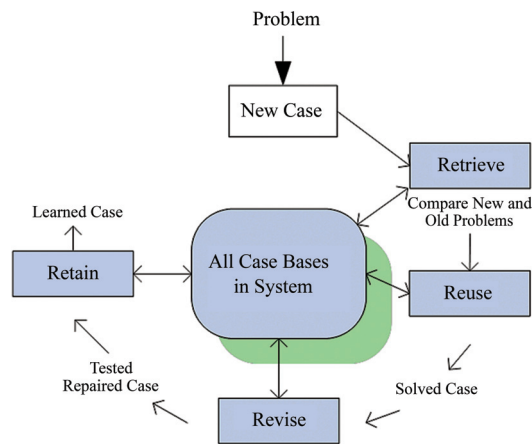 Problem
New Case
Retrieve
Compare New and
Old Problems
Learned Case
All Case Bases
in System
Retain
Reuse
Tested
Repaired Case
Solved Case
Revise